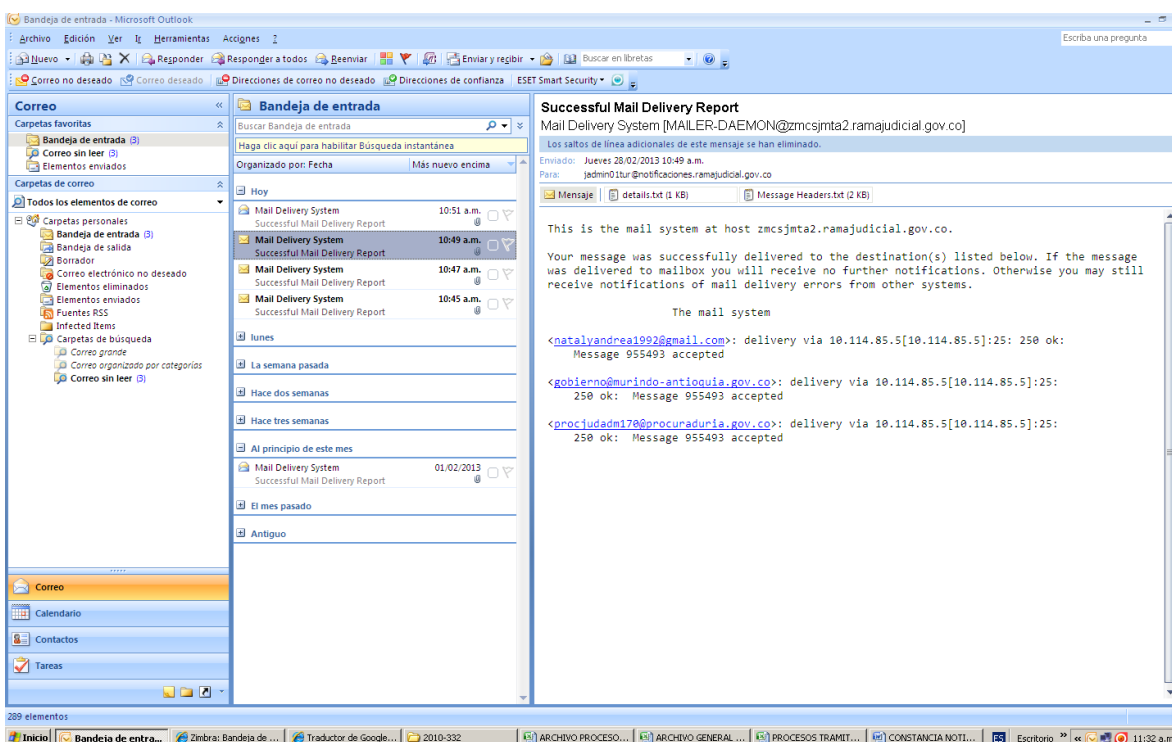 Bandeja de entrada - Microsoft Outlook
Archivo Edición Ver Ir Herramientas Acciones ?
Escriba una pregunta
Nuevo Responder Responder a todos Reenviar Enviar y recibir Buscar en libretas
Correo no deseado Correo deseado Direcciones de correo no deseado Direcciones de confianza ESET Smart Security
Correo «
Carpetas favoritas
Bandeja de entrada (3)
Correo sin leer (3)
Elementos enviados
Carpetas de correo
Todos los elementos de correo
Carpetas personales
Bandeja de entrada (3)
Bandeja de salida
Borrador
Correo electrónico no deseado
Elementos eliminados
Elementos enviados
Fuentes RSS
Infected Items
Carpetas de búsqueda
Correo grande
Correo organizado por categorías
Correo sin leer (3)
Correo
Calendario
Contactos
Tareas
Bandeja de entrada
Buscar Bandeja de entrada
Haga clic aquí para habilitar Búsqueda instantánea
Organizado por: Fecha Más nuevo encima
Hoy
Mail Delivery System 10:51 a.m.
Successful Mail Delivery Report
Mail Delivery System 10:49 a.m.
Successful Mail Delivery Report
Mail Delivery System 10:47 a.m.
Successful Mail Delivery Report
Mail Delivery System 10:45 a.m.
Successful Mail Delivery Report
lunes
La semana pasada
Hace dos semanas
Hace tres semanas
Al principio de este mes
Mail Delivery System 01/02/2013
Successful Mail Delivery Report
El mes pasado
Antiguo
Successful Mail Delivery Report
Mail Delivery System [MAILER-DAEMON@zmcsjmta2.ramajudicial.gov.co]
Los saltos de línea adicionales de este mensaje se han eliminado.
Enviado: Jueves 28/02/2013 10:49 a.m.
Para: jadmin01tur@notificaciones.ramajudicial.gov.co
Mensaje details.txt (1 KB) Message Headers.txt (2 KB)
This is the mail system at host zmcsjmta2.ramajudicial.gov.co.
Your message was successfully delivered to the destination(s) listed below. If the message
was delivered to mailbox you will receive no further notifications. Otherwise you may still
receive notifications of mail delivery errors from other systems.
The mail system
<natalyandrea1992@gmail.com>: delivery via 10.114.85.5[10.114.85.5]:25: 250 ok:
Message 955493 accepted
<gobierno@murindo-antioquia.gov.co>: delivery via 10.114.85.5[10.114.85.5]:25:
250 ok: Message 955493 accepted
<procjudadm170@procuraduria.gov.co>: delivery via 10.114.85.5[10.114.85.5]:25:
250 ok: Message 955493 accepted
289 elementos
Inicio Bandeja de entra... Zimbra: Bandeja de ... Traductor de Google... 2010-332 ARCHIVO PROCESO... ARCHIVO GENERAL ... PROCESOS TRAMIT... CONSTANCIA NOTI... ES Escritorio » « 11:32 a.m